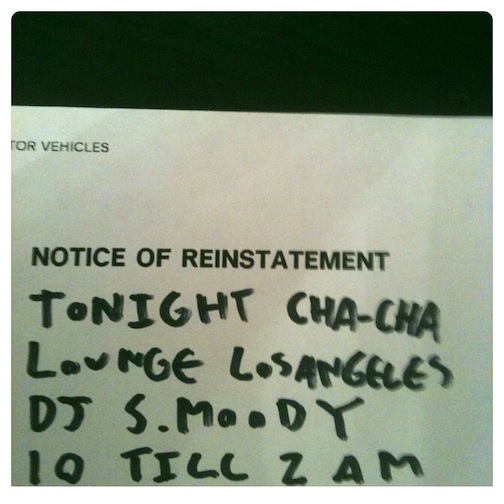 TOR VEHICLES
NOTICE OF REINSTATEMENT
TONIGHT CHA-CHA
LOUNGE LOSANGELES
DJ S. MOODY
10 TILL 2 AM